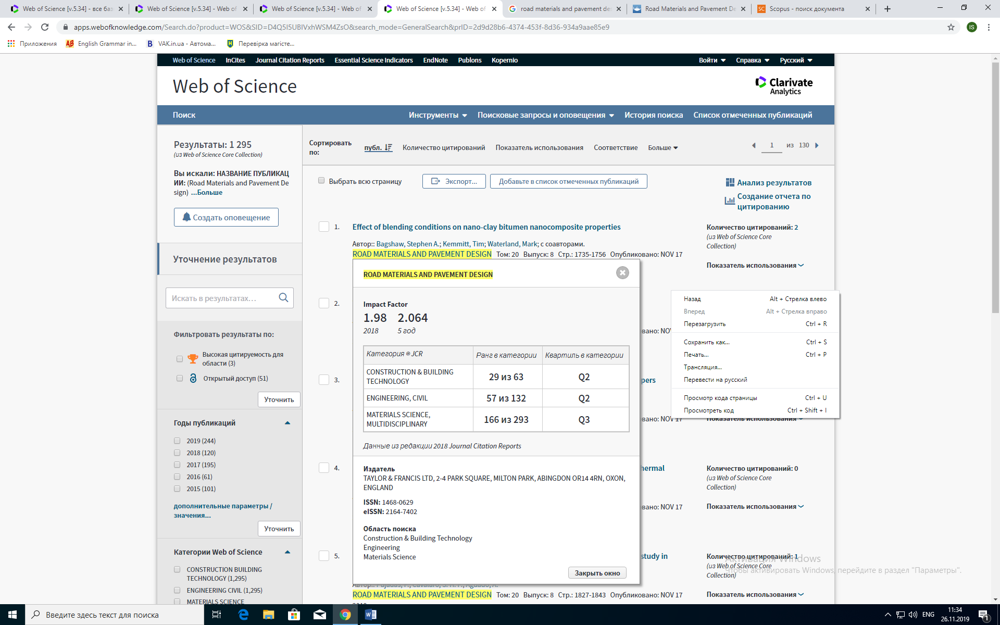 Web of Science [v.5.34] - все баз
Web of Science [v.5.34] - Web of
Web of Science [v.5.34] - Web of
Web of Science [v.5.34] - Web of
road materials and pavement des
Road Materials and Pavement De
SC Scopus - поиск документа
apps.webofknowledge.com/Search.do?product=WOS&SID=D4Q5I5UBIVxhWSM4ZsO&search_mode=GeneralSearch&prID=2d9d28b6-4374-453f-8d36-934a9aae85e9
IS
Приложения
English Grammar in...
VAK.in.ua - Автома...
Перевірка магісте...
Web of Science InCites Journal Citation Reports Essential Science Indicators EndNote Publons Kopernio
Войти Справка Русский
Web of Science
Clarivate
Analytics
Поиск
Инструменты Поисковые запросы и оповещения История поиска Список отмеченных публикаций
Результаты: 1 295
(из Web of Science Core Collection)
Вы искали: НАЗВАНИЕ ПУБЛИКАЦ
ИИ: (Road Materials and Pavement De
sign) ...Больше
Создать оповещение
Уточнение результатов
Искать в результатах...
Фильтровать результаты по:
Высокая цитируемость для
области (3)
Открытый доступ (51)
Уточнить
Годы публикаций
2019 (244)
2018 (120)
2017 (195)
2016 (61)
2015 (101)
дополнительные параметры /
значения...
Уточнить
Категории Web of Science
CONSTRUCTION BUILDING
TECHNOLOGY (1,295)
ENGINEERING CIVIL (1,295)
MATERIALS SCIENCE
Сортировать
по:
публ. Количество цитирований Показатель использования Соответствие Больше
1 из 130
Выбрать всю страницу
Экспорт...
Добавьте в список отмеченных публикаций
Анализ результатов
Создание отчета по
цитированию
1. Effect of blending conditions on nano-clay bitumen nanocomposite properties
Автор:: Bagshaw, Stephen A.; Kemmitt, Tim; Waterland, Mark; с соавторами.
ROAD MATERIALS AND PAVEMENT DESIGN Том: 20 Выпуск: 8 Стр.: 1735-1756 Опубликовано: NOV 17
Количество цитирований: 2
(из Web of Science Core
Collection)
Показатель использования
ROAD MATERIALS AND PAVEMENT DESIGN
Impact Factor
1.98 2.064
2018 5 год
Категория ® JCR Ранг в категории Квартиль в категории
CONSTRUCTION & BUILDING
TECHNOLOGY 29 из 63 Q2
ENGINEERING, CIVIL 57 из 132 Q2
MATERIALS SCIENCE,
MULTIDISCIPLINARY 166 из 293 Q3
Данные из редакции 2018 Journal Citation Reports
Издатель
TAYLOR & FRANCIS LTD, 2-4 PARK SQUARE, MILTON PARK, ABINGDON OR14 4RN, OXON,
ENGLAND
ISSN: 1468-0629
eISSN: 2164-7402
Область поиска
Construction & Building Technology
Engineering
Materials Science
Закрыть окно
2.
вано: NOV
3.
pers
вано: NOV 17
Показатель использования
4.
hermal
вано: NOV 17
Количество цитирований: 0
(из Web of Science Core
Collection)
Показатель использования
5.
study in
Количество цитирований: 1
(из Web of Science Core
Collection)
Показатель использования
ROAD MATERIALS AND PAVEMENT DESIGN Том: 20 Выпуск: 8 Стр.: 1827-1843 Опубликовано: NOV 17
Назад Alt + Стрелка влево
Вперед Alt + Стрелка вправо
Перезагрузить Ctrl + R
Сохранить как... Ctrl + S
Печать... Ctrl + P
Трансляция...
Перевести на русский
Просмотр кода страницы Ctrl + U
Просмотреть код Ctrl + Shift + I
Активация Windows
Чтобы активировать Windows, перейдите в раздел "Параметры".
Введите здесь текст для поиска
ENG
11:34
26.11.2019
1